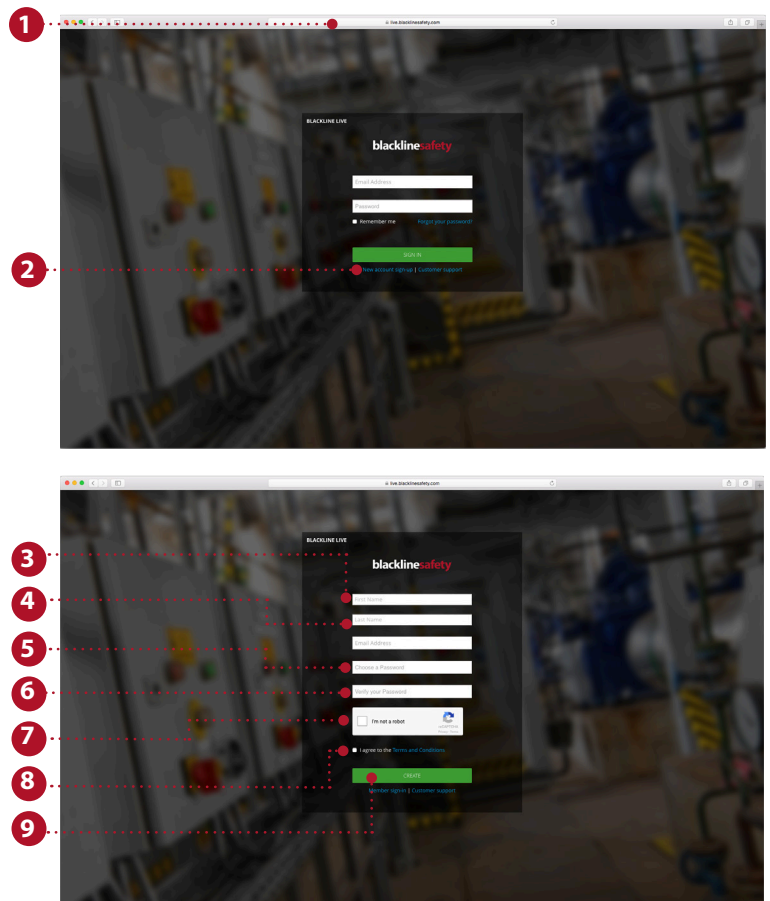 1
live.blacklinesafety.com
BLACKLINE LIVE
blacklinesafety
Email Address
Password
Remember me Forgot your password?
SIGN IN
2
New account sign up | Customer support
live.blacklinesafety.com
BLACKLINE LIVE
blacklinesafety
3
First Name
4
Last Name
Email Address
5
Choose a Password
6
Verify your Password
7
I'm not a robot
reCAPTCHA
Privacy - Terms
I agree to the Terms and Conditions
8
CREATE
Member sign in | Customer support
9